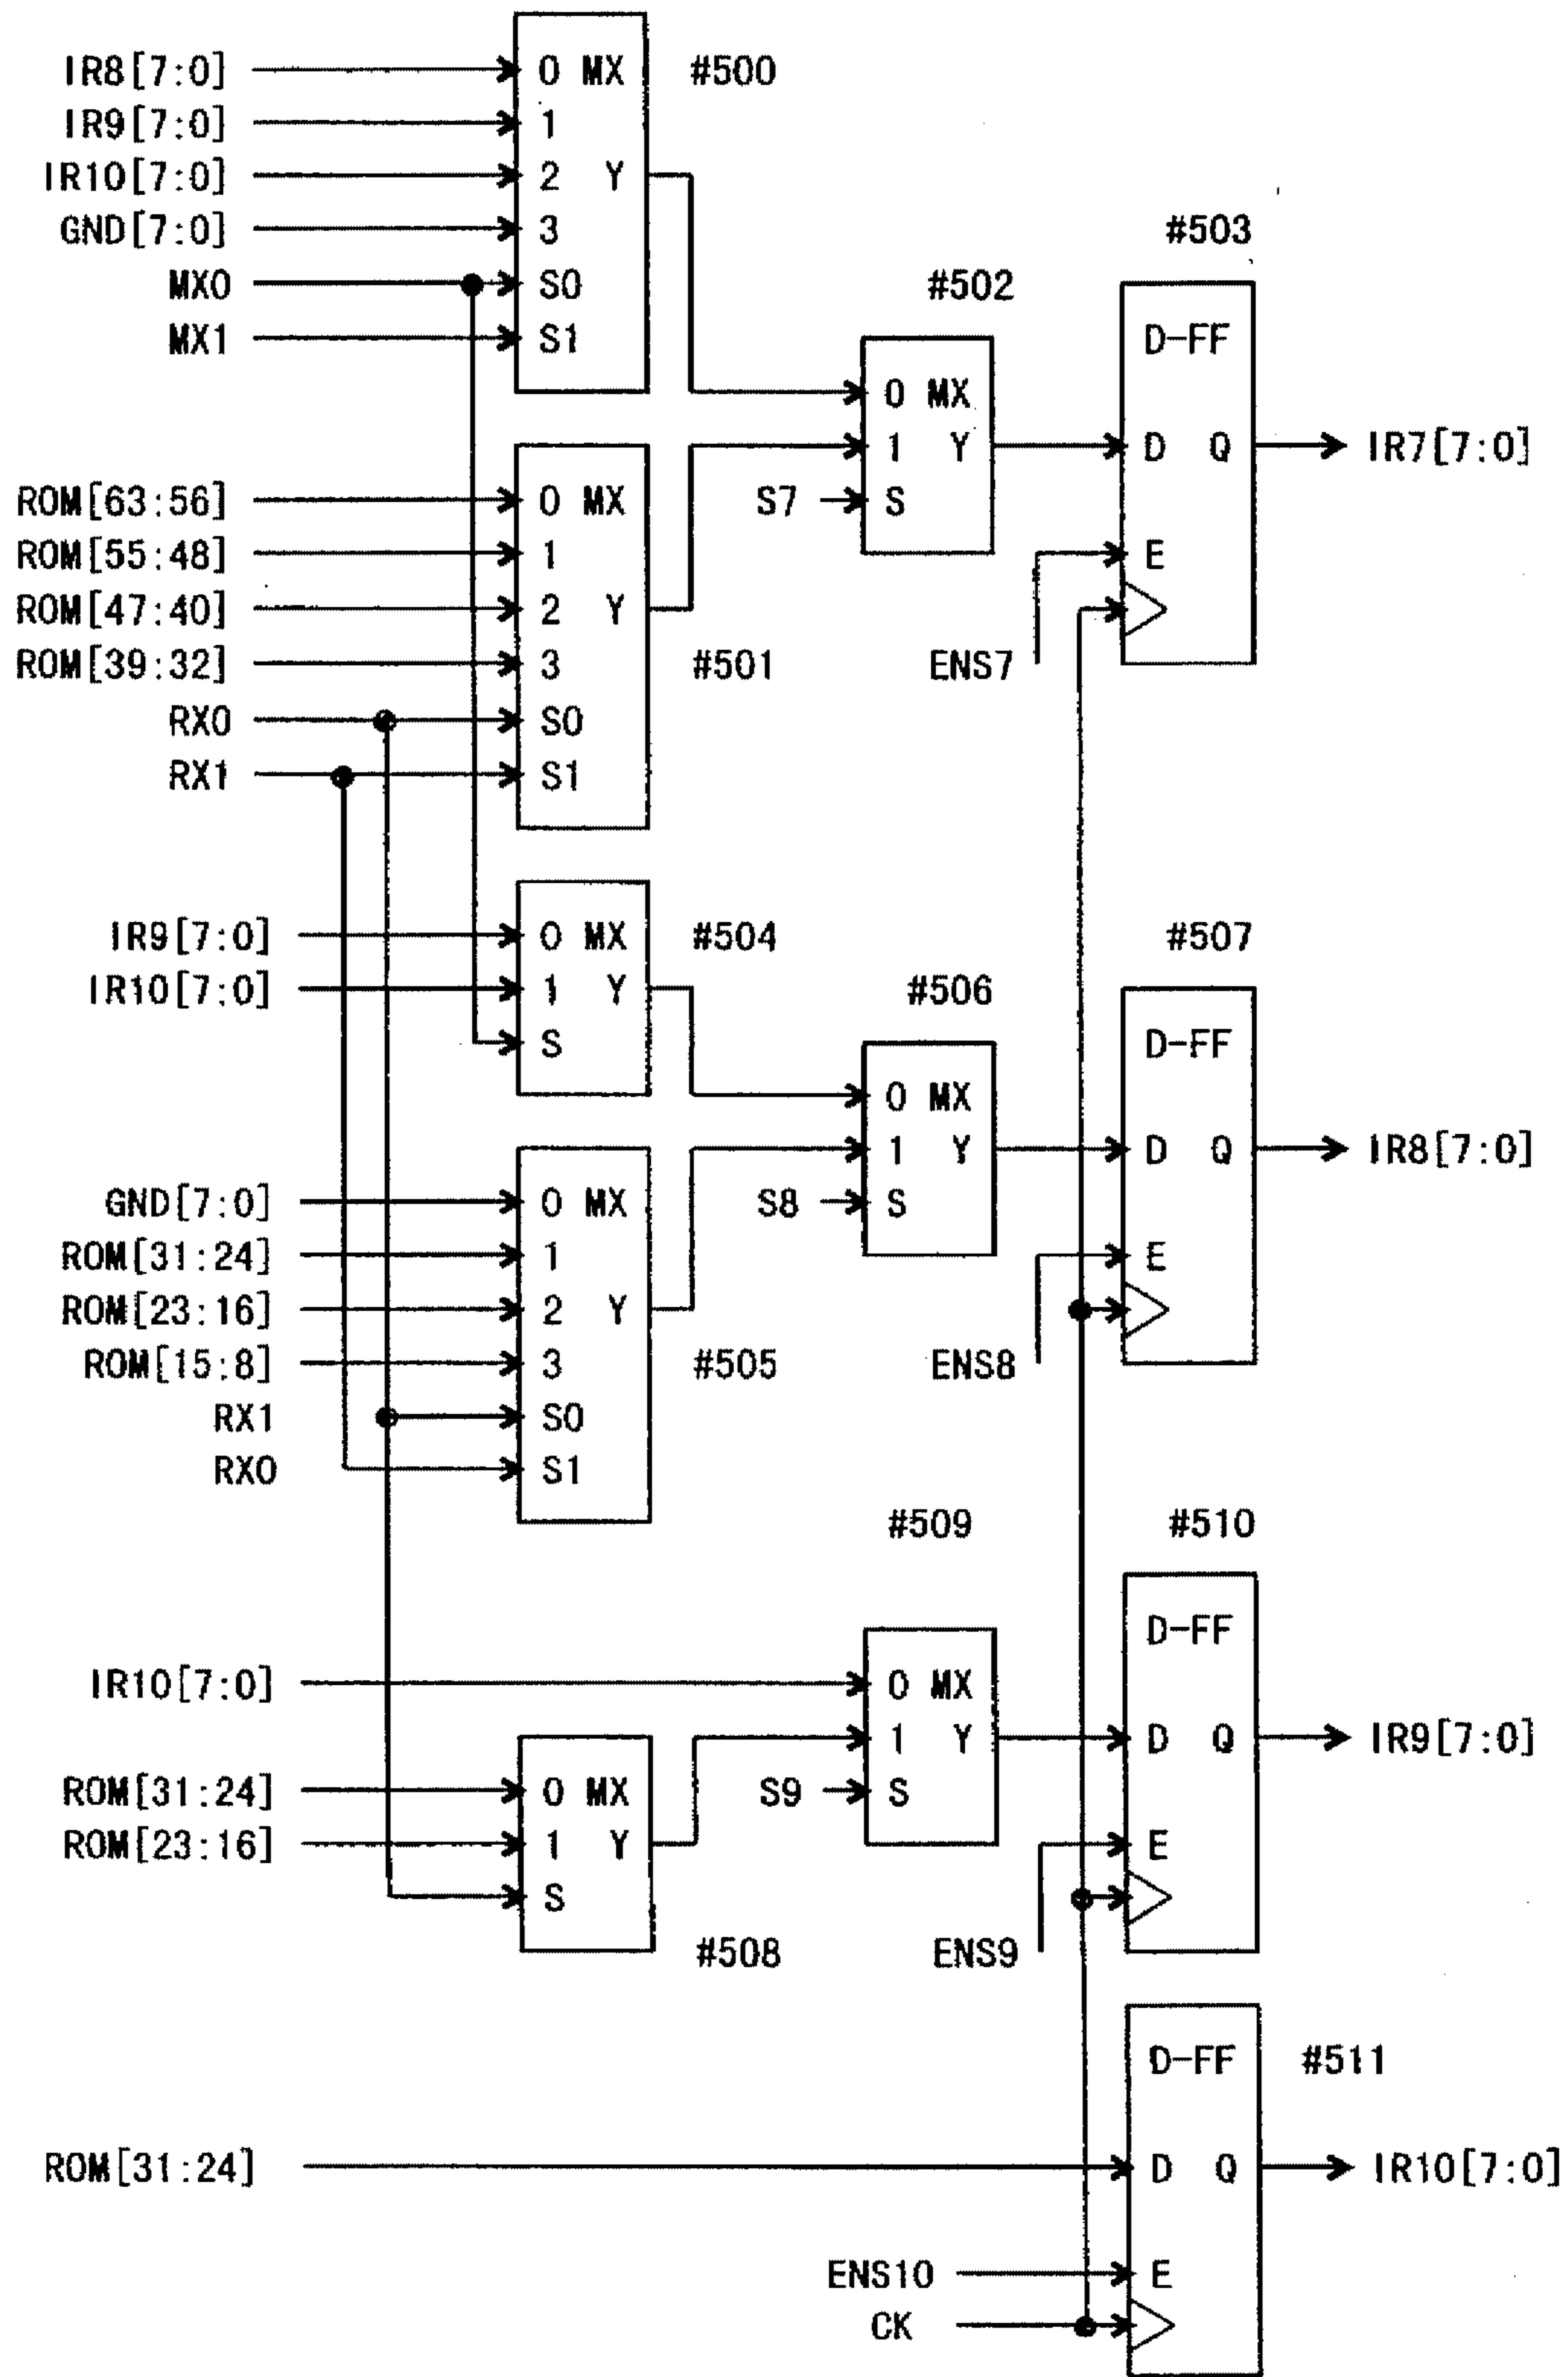 IR8[7:0]
0 MX
#500
IR9[7:0]
1
IR10[7:0]
2 Y
GND[7:0]
3
#503
MX0
S0
#502
MX1
S1
D-FF
0 MX
1 Y
D Q
IR7[7:0]
ROM[63:56]
0 MX
S7
S
ROM[55:48]
1
E
ROM[47:40]
2 Y
ROM[39:32]
3
#501
ENS7
RX0
S0
RX1
S1
IR9[7:0]
0 MX
#504
#507
IR10[7:0]
1 Y
#506
S
D-FF
0 MX
1 Y
D Q
IR8[7:0]
GND[7:0]
0 MX
S8
S
ROM[31:24]
1
E
ROM[23:16]
2 Y
ROM[15:8]
3
#505
ENS8
RX1
S0
RX0
S1
#509
#510
D-FF
IR10[7:0]
0 MX
1 Y
D Q
IR9[7:0]
ROM[31:24]
0 MX
S9
S
ROM[23:16]
1 Y
E
S
#508
ENS9
D-FF
#511
ROM[31:24]
D Q
IR10[7:0]
ENS10
E
CK